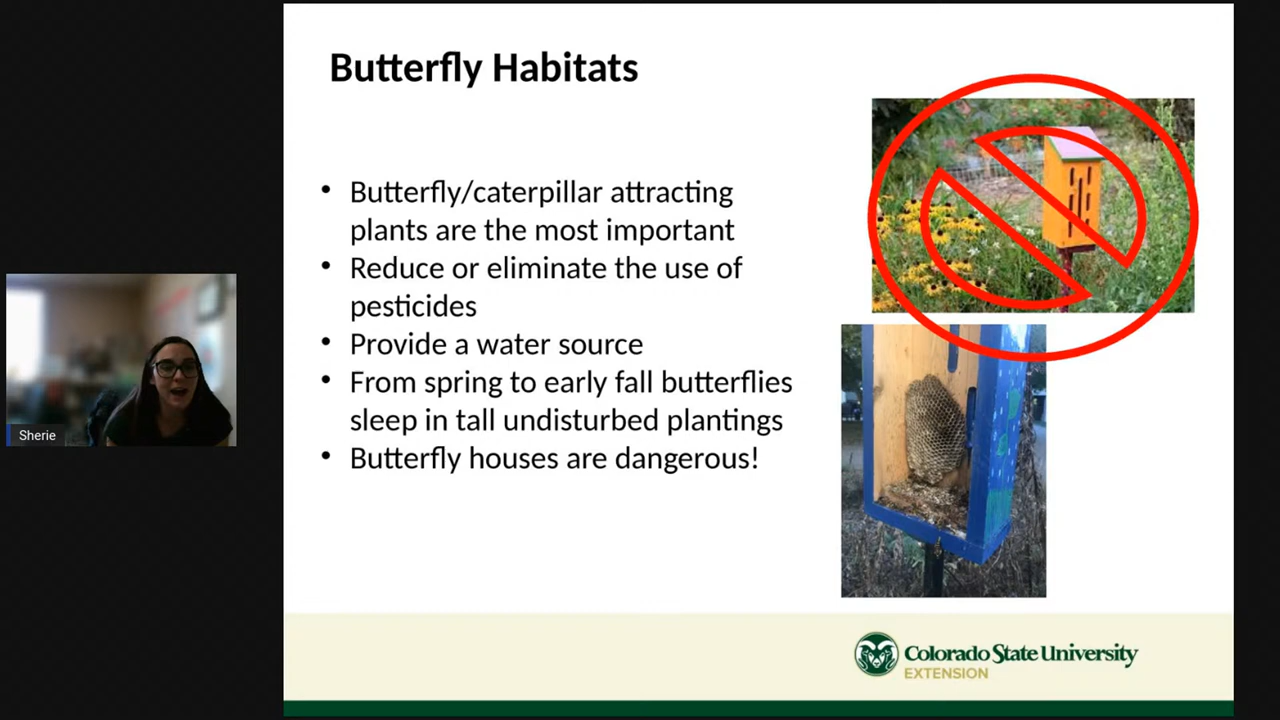 Butterfly Habitats
• Butterfly/caterpillar attracting
plants are the most important
• Reduce or eliminate the use of
pesticides
• Provide a water source
• From spring to early fall butterflies
sleep in tall undisturbed plantings
• Butterfly houses are dangerous!
Sherie
Colorado State University
EXTENSION